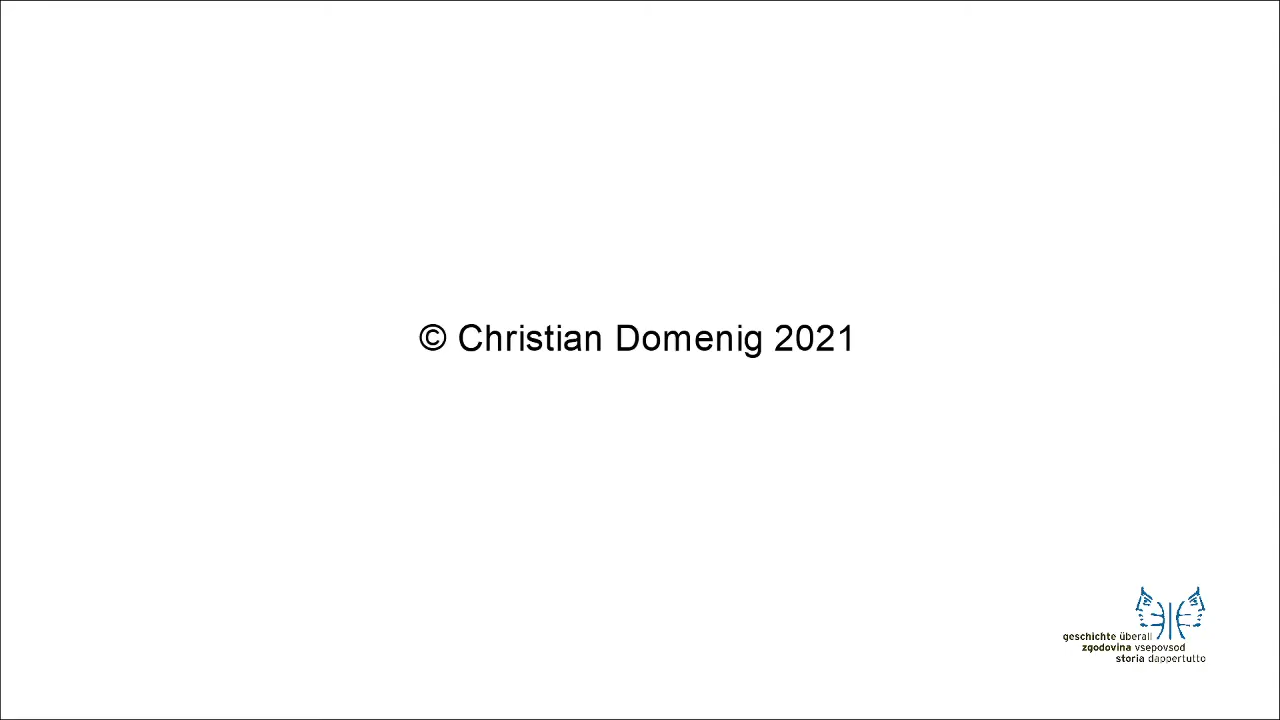 © Christian Domenig 2021
geschichte überall
zgodovina vsepovsod
storia dappertutto